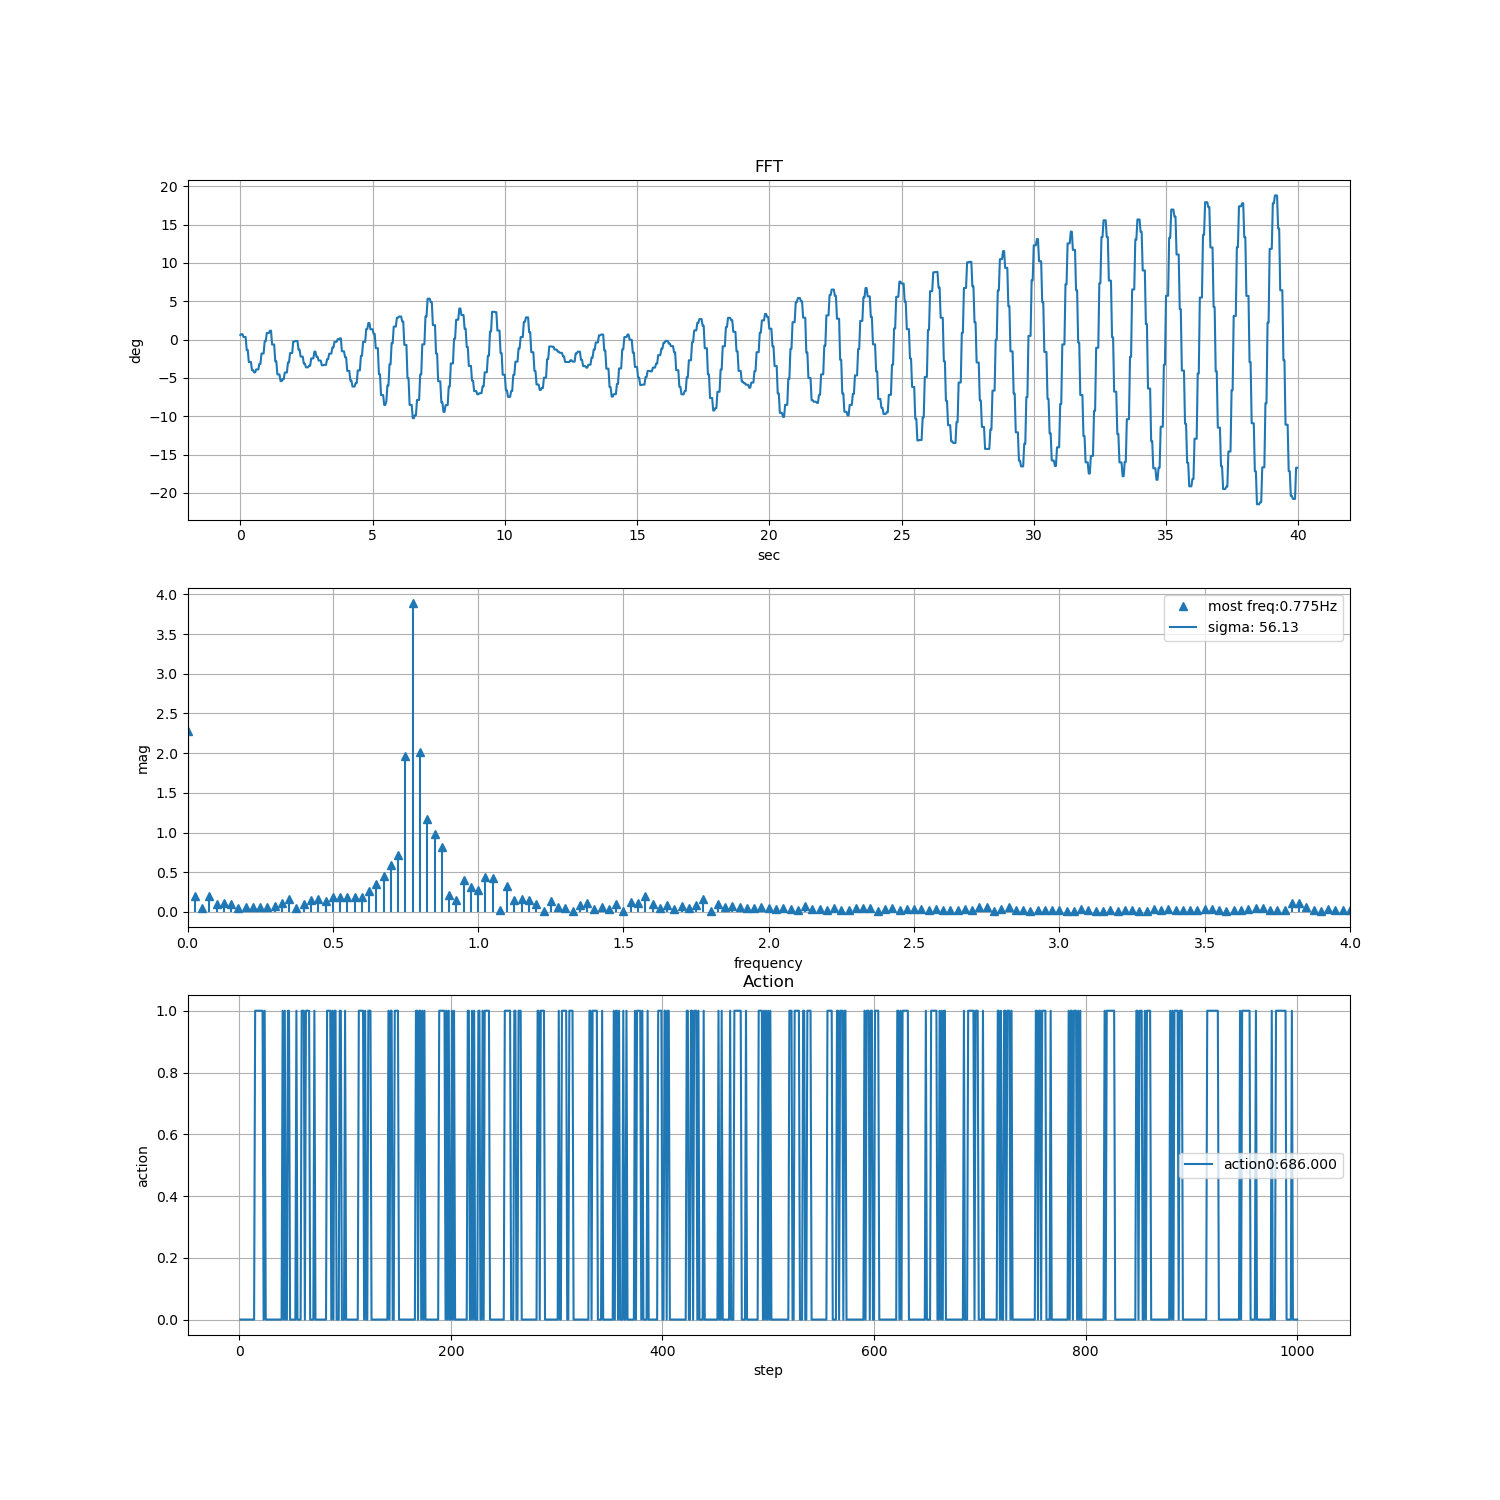 FFT
20
15
10
5
0
−5
−10
−15
−20
deg
0 5 10 15 20 25 30 35 40
sec
4.0
3.5
3.0
2.5
2.0
1.5
1.0
0.5
0.0
mag
most freq:0.775Hz
sigma: 56.13
0.0 0.5 1.0 1.5 2.0 2.5 3.0 3.5 4.0
frequency
Action
1.0
0.8
0.6
0.4
0.2
0.0
action
action0:686.000
0 200 400 600 800 1000
step